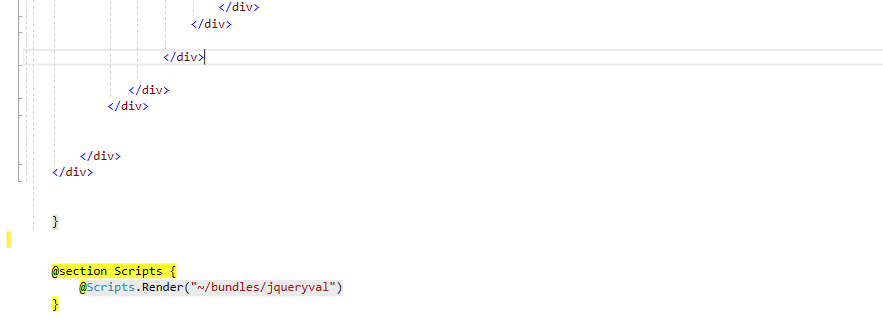 </div>
</div>
</div>
</div>
</div>
</div>
</div>
}
@section Scripts {
@Scripts.Render("~/bundles/jqueryval")
}